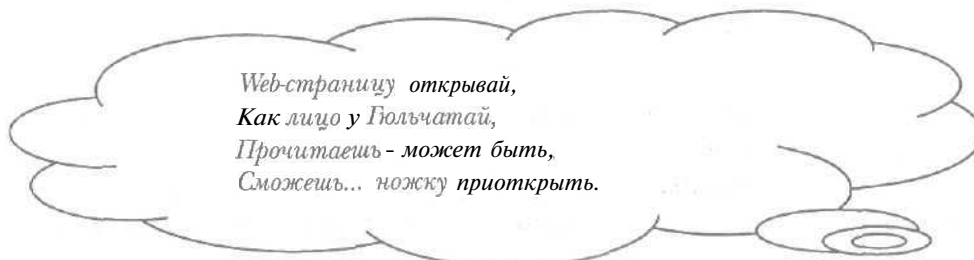 Web-страницу открывай,
Как лицо у Гюльчатай,
Прочитаешь - может быть,
Сможешь... ножку приоткрыть.